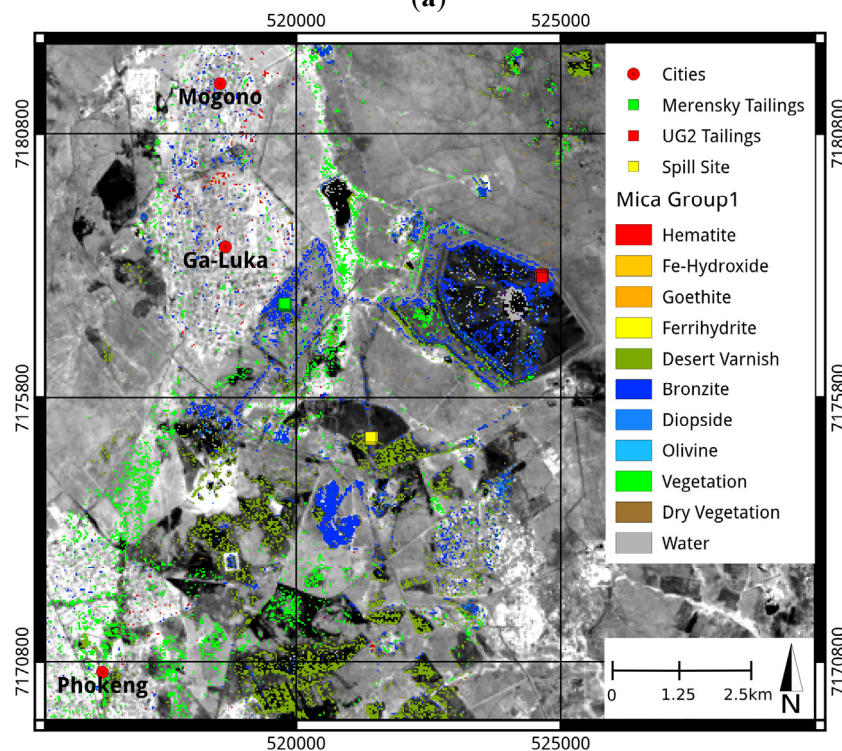 (a)
520000 525000
Cities
Mogono
Merensky Tailings
7180800 7180800
UG2 Tailings
Spill Site
Mica Group1
Hematite
Ga-Luka
Fe-Hydroxide
Goethite
Ferrihydrite
Desert Varnish
7175800 7175800
Bronzite
Diopside
Olivine
Vegetation
Dry Vegetation
Water
7170800 7170800
Phokeng
0 1.25 2.5km
N
520000 525000